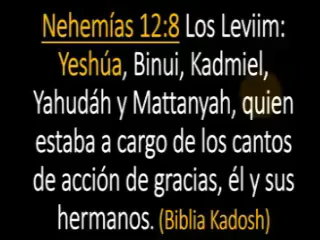 Nehemías 12:8 Los Leviim:
Yeshúa, Binui, Kadmiel,
Yahudáh y Mattanyah, quien
estaba a cargo de los cantos
de acción de gracias, él y sus
hermanos. (Biblia Kadosh)